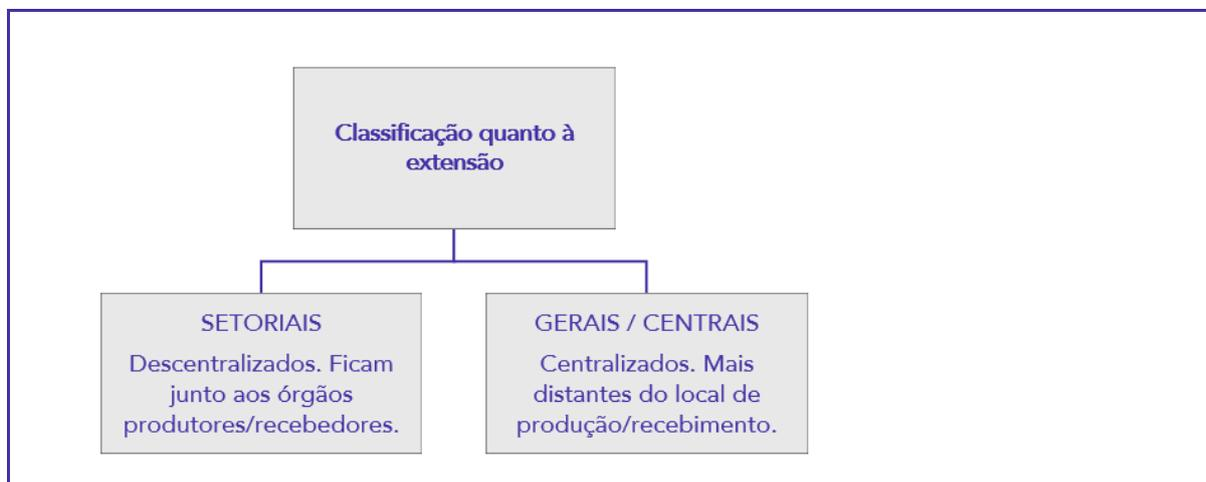 Classificação quanto à
extensão
SETORIAIS
Descentralizados. Ficam
junto aos órgãos
produtores/recebedores.
GERAIS / CENTRAIS
Centralizados. Mais
distantes do local de
produção/recebimento.